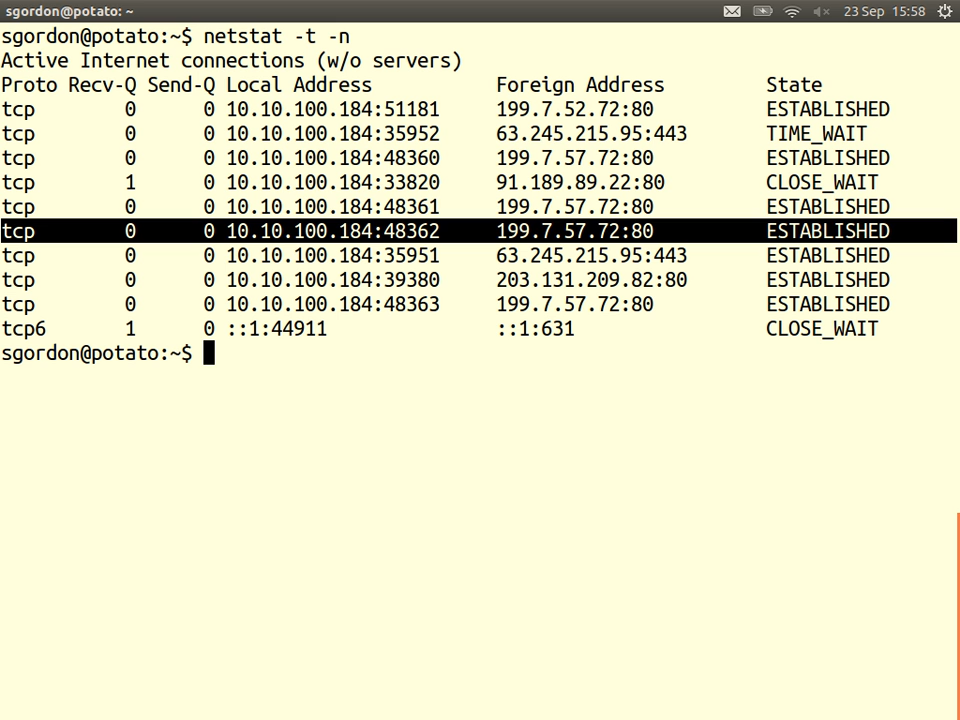 sgordon@potato: ~
23 Sep 15:58
sgordon@potato:~$ netstat -t -n
Active Internet connections (w/o servers)
Proto Recv-Q Send-Q Local Address Foreign Address State
tcp 0 0 10.10.100.184:51181 199.7.52.72:80 ESTABLISHED
tcp 0 0 10.10.100.184:35952 63.245.215.95:443 TIME_WAIT
tcp 0 0 10.10.100.184:48360 199.7.57.72:80 ESTABLISHED
tcp 1 0 10.10.100.184:33820 91.189.89.22:80 CLOSE_WAIT
tcp 0 0 10.10.100.184:48361 199.7.57.72:80 ESTABLISHED
tcp 0 0 10.10.100.184:48362 199.7.57.72:80 ESTABLISHED
tcp 0 0 10.10.100.184:35951 63.245.215.95:443 ESTABLISHED
tcp 0 0 10.10.100.184:39380 203.131.209.82:80 ESTABLISHED
tcp 0 0 10.10.100.184:48363 199.7.57.72:80 ESTABLISHED
tcp6 1 0 ::1:44911 ::1:631 CLOSE_WAIT
sgordon@potato:~$